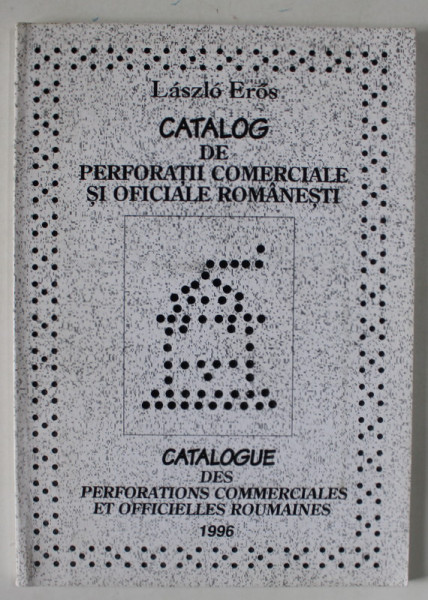 László Erős
CATALOG
DE
PERFORAȚII COMERCIALE
ȘI OFICIALE ROMÂNEȘTI
CATALOGUE
DES
PERFORATIONS COMMERCIALES
ET OFFICIELLES ROUMAINES
1996